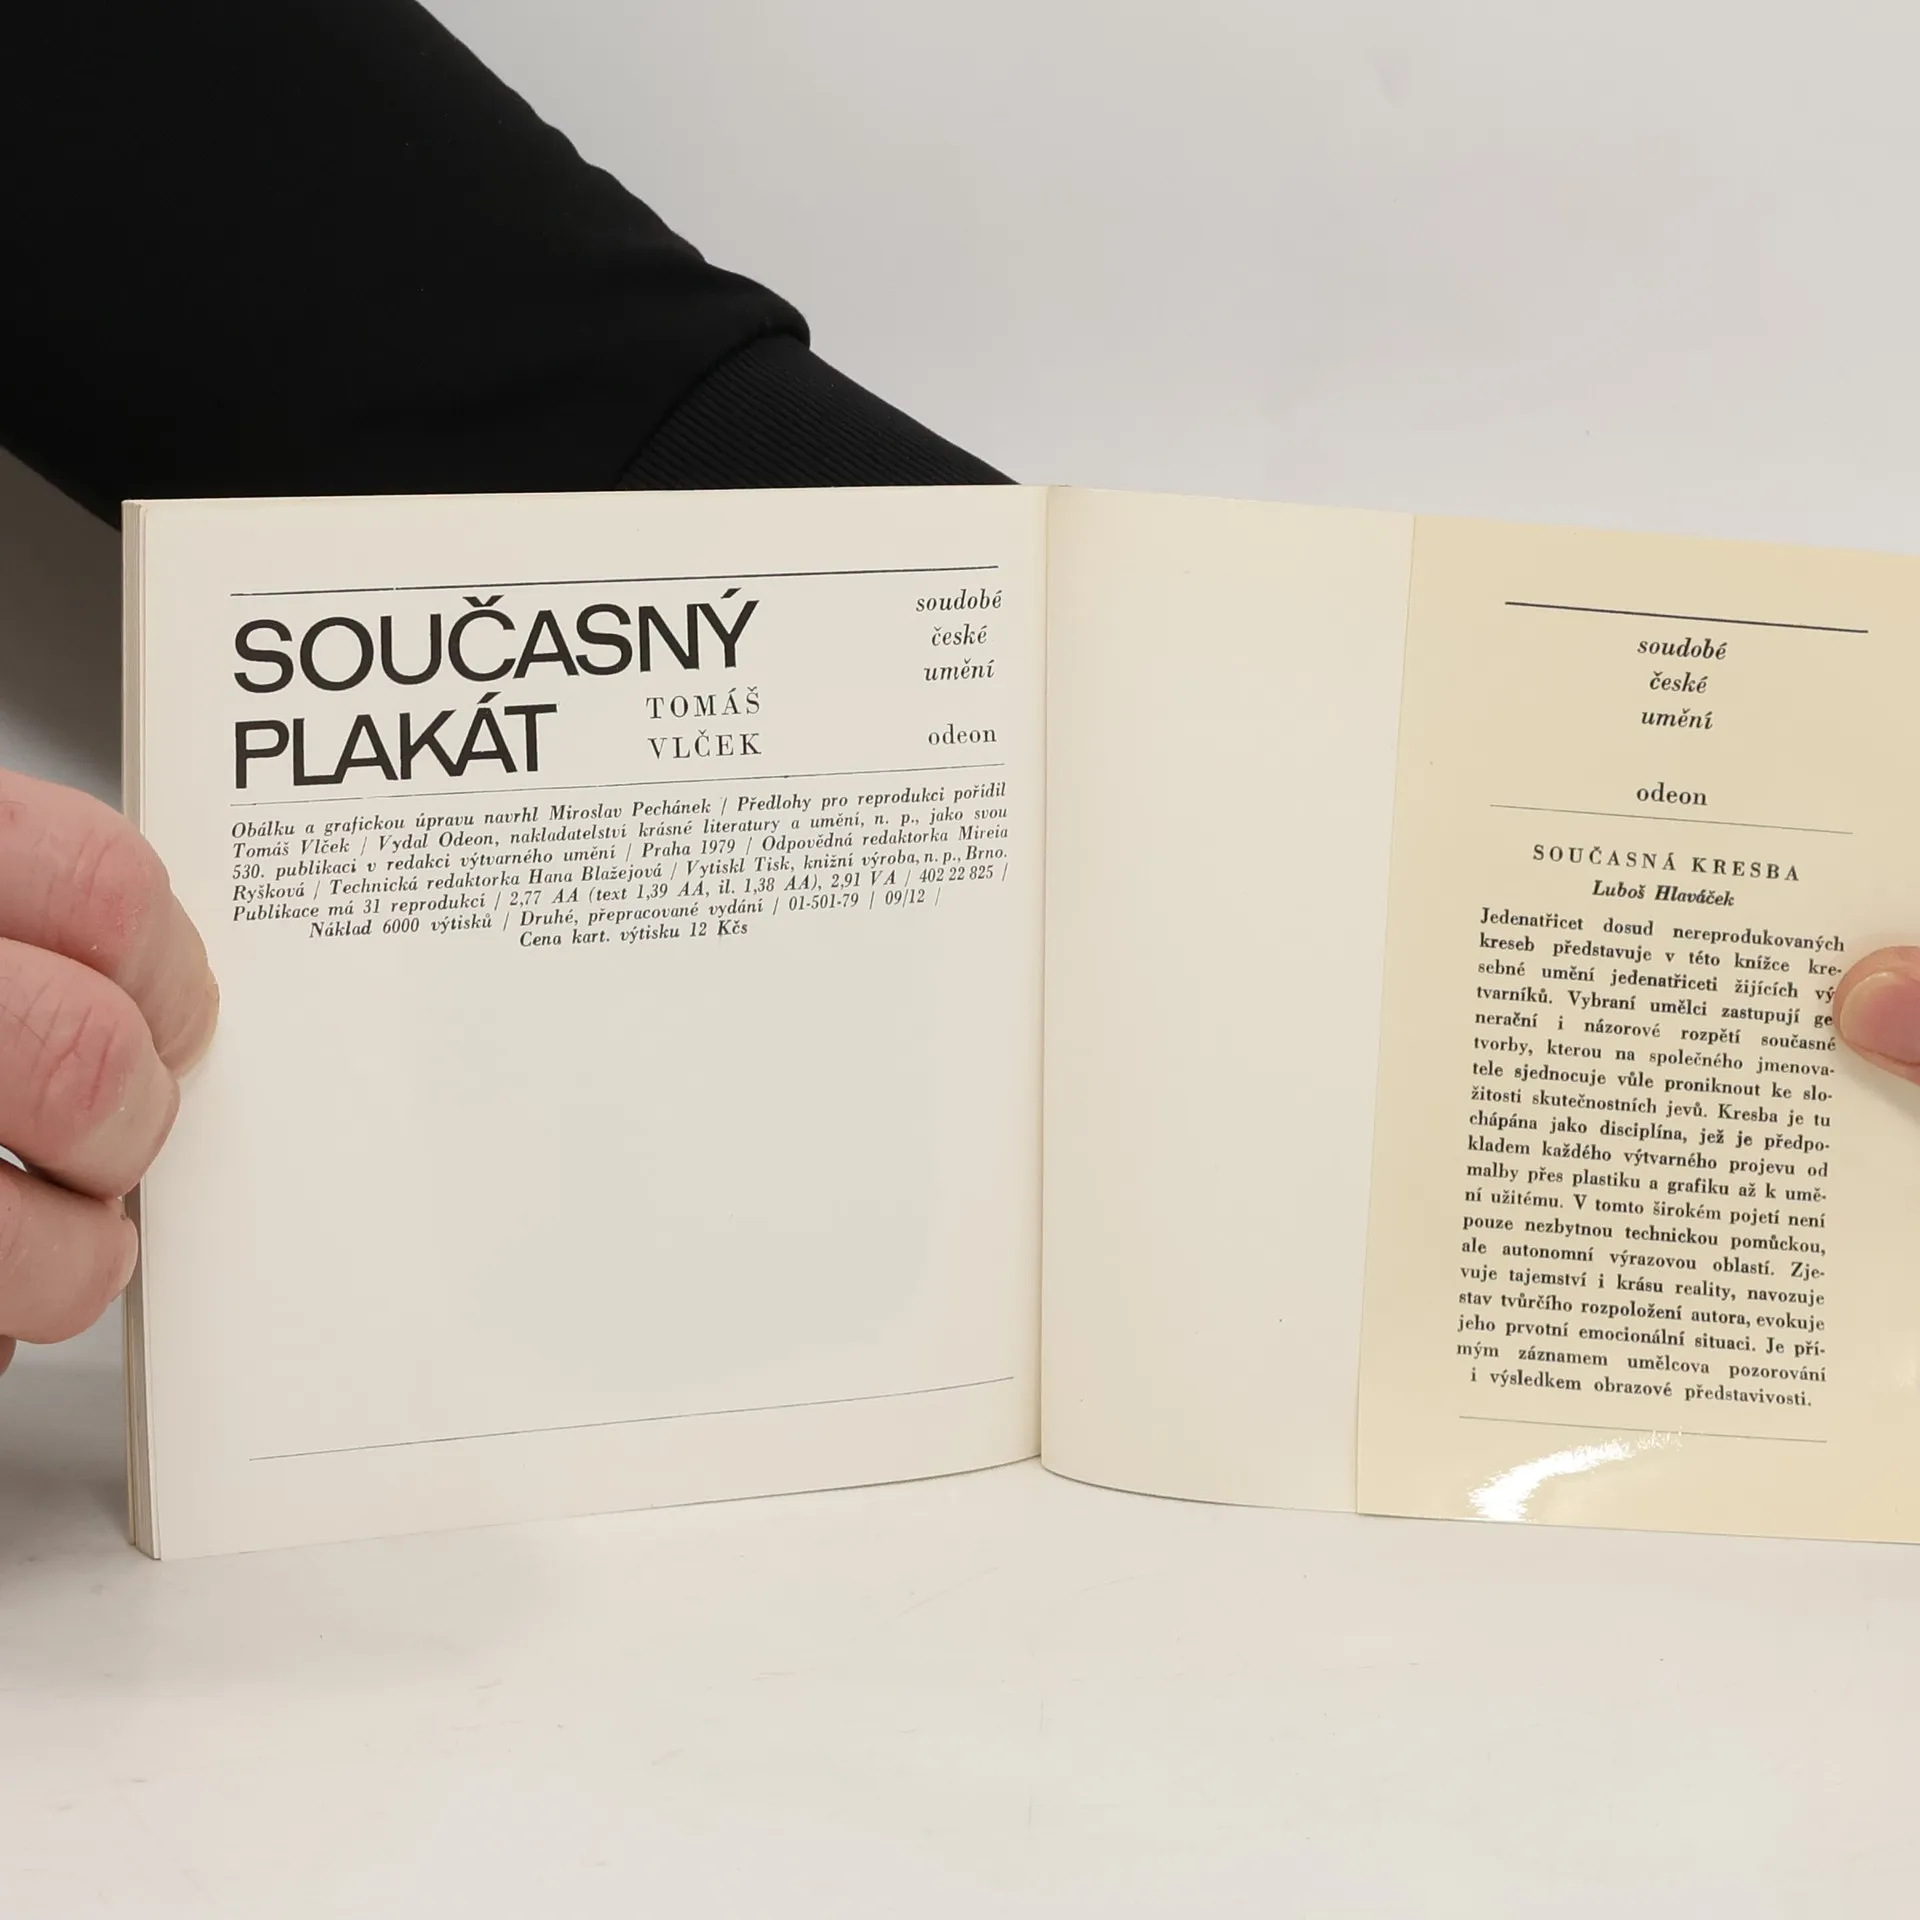 SOUČASNÝ
PLAKÁT
TOMÁŠ
VLČEK
soudobé
české
umění
odeon
Obálku a grafickou úpravu navrhl Miroslav Pechánek / Předlohy pro reprodukci pořídil
Tomáš Vlček / Vydal Odeon, nakladatelství krásné literatury a umění, n. p., jako svou
530. publikaci v redakci výtvarného umění / Praha 1979 / Odpovědná redaktorka Mireia
Ryšková / Technická redaktorka Hana Blažejová / Vytiskl Tisk, knižní výroba, n. p., Brno.
Publikace má 31 reprodukcí / 2,77 AA (text 1,39 AA, il. 1,38 AA), 2,91 VA / 402 22 825 /
Náklad 6000 výtisků / Druhé, přepracované vydání / 01-501-79 / 09/12 /
Cena kart. výtisku 12 Kčs
soudobé
české
umění
odeon
SOUČASNÁ KRESBA
Luboš Hlaváček
Jedenatřicet dosud nereprodukovaných
kreseb představuje v této knížce kre-
sebné umění jedenatřiceti žijících vý
tvarníků. Vybraní umělci zastupují ge
nerační i názorové rozpětí současné
tvorby, kterou na společného jmenova-
tele sjednocuje vůle proniknout ke slo-
žitosti skutečnostních jevů. Kresba je tu
chápána jako disciplína, jež je předpo-
kladem každého výtvarného projevu od
malby přes plastiku a grafiku až k umě-
ní užitému. V tomto širokém pojetí není
pouze nezbytnou technickou pomůckou,
ale autonomní výrazovou oblastí. Zje-
vuje tajemství i krásu reality, navozuje
stav tvůrčího rozpoložení autora, evokuje
jeho prvotní emocionální situaci. Je pří-
mým záznamem umělcova pozorování
i výsledkem obrazové představivosti.